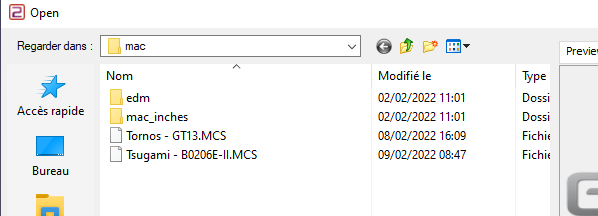 Open
Regarder dans : mac
Preview
Nom Modifié le Type
edm 02/02/2022 11:01 Dossi
mac_inches 02/02/2022 11:01 Dossi
Tornos - GT13.MCS 08/02/2022 16:09 Fichie
Tsugami - B0206E-II.MCS 09/02/2022 08:47 Fichie
Accès rapide
Bureau